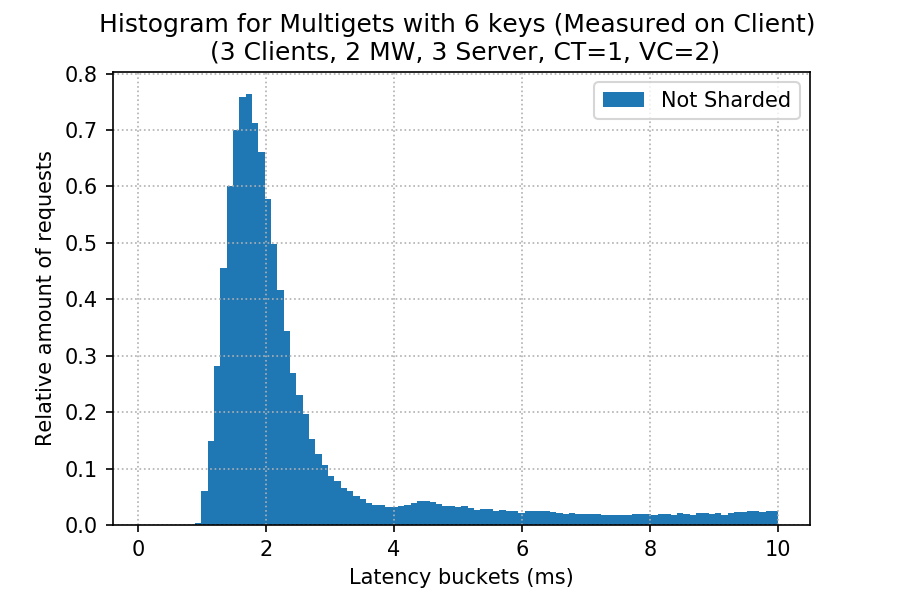 Histogram for Multigets with 6 keys (Measured on Client)
(3 Clients, 2 MW, 3 Server, CT=1, VC=2)
Not Sharded
Relative amount of requests
0.8
0.7
0.6
0.5
0.4
0.3
0.2
0.1
0.0
0 2 4 6 8 10
Latency buckets (ms)